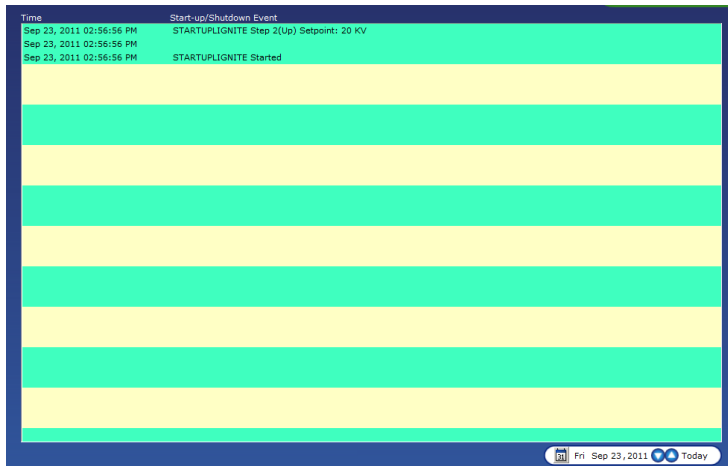 Time Start-up/Shutdown Event
Sep 23, 2011 02:56:56 PM STARTUPLIGNITE Step 2(Up) Setpoint: 20 KV
Sep 23, 2011 02:56:56 PM
Sep 23, 2011 02:56:56 PM STARTUPLIGNITE Started
31 Fri Sep 23, 2011 Today